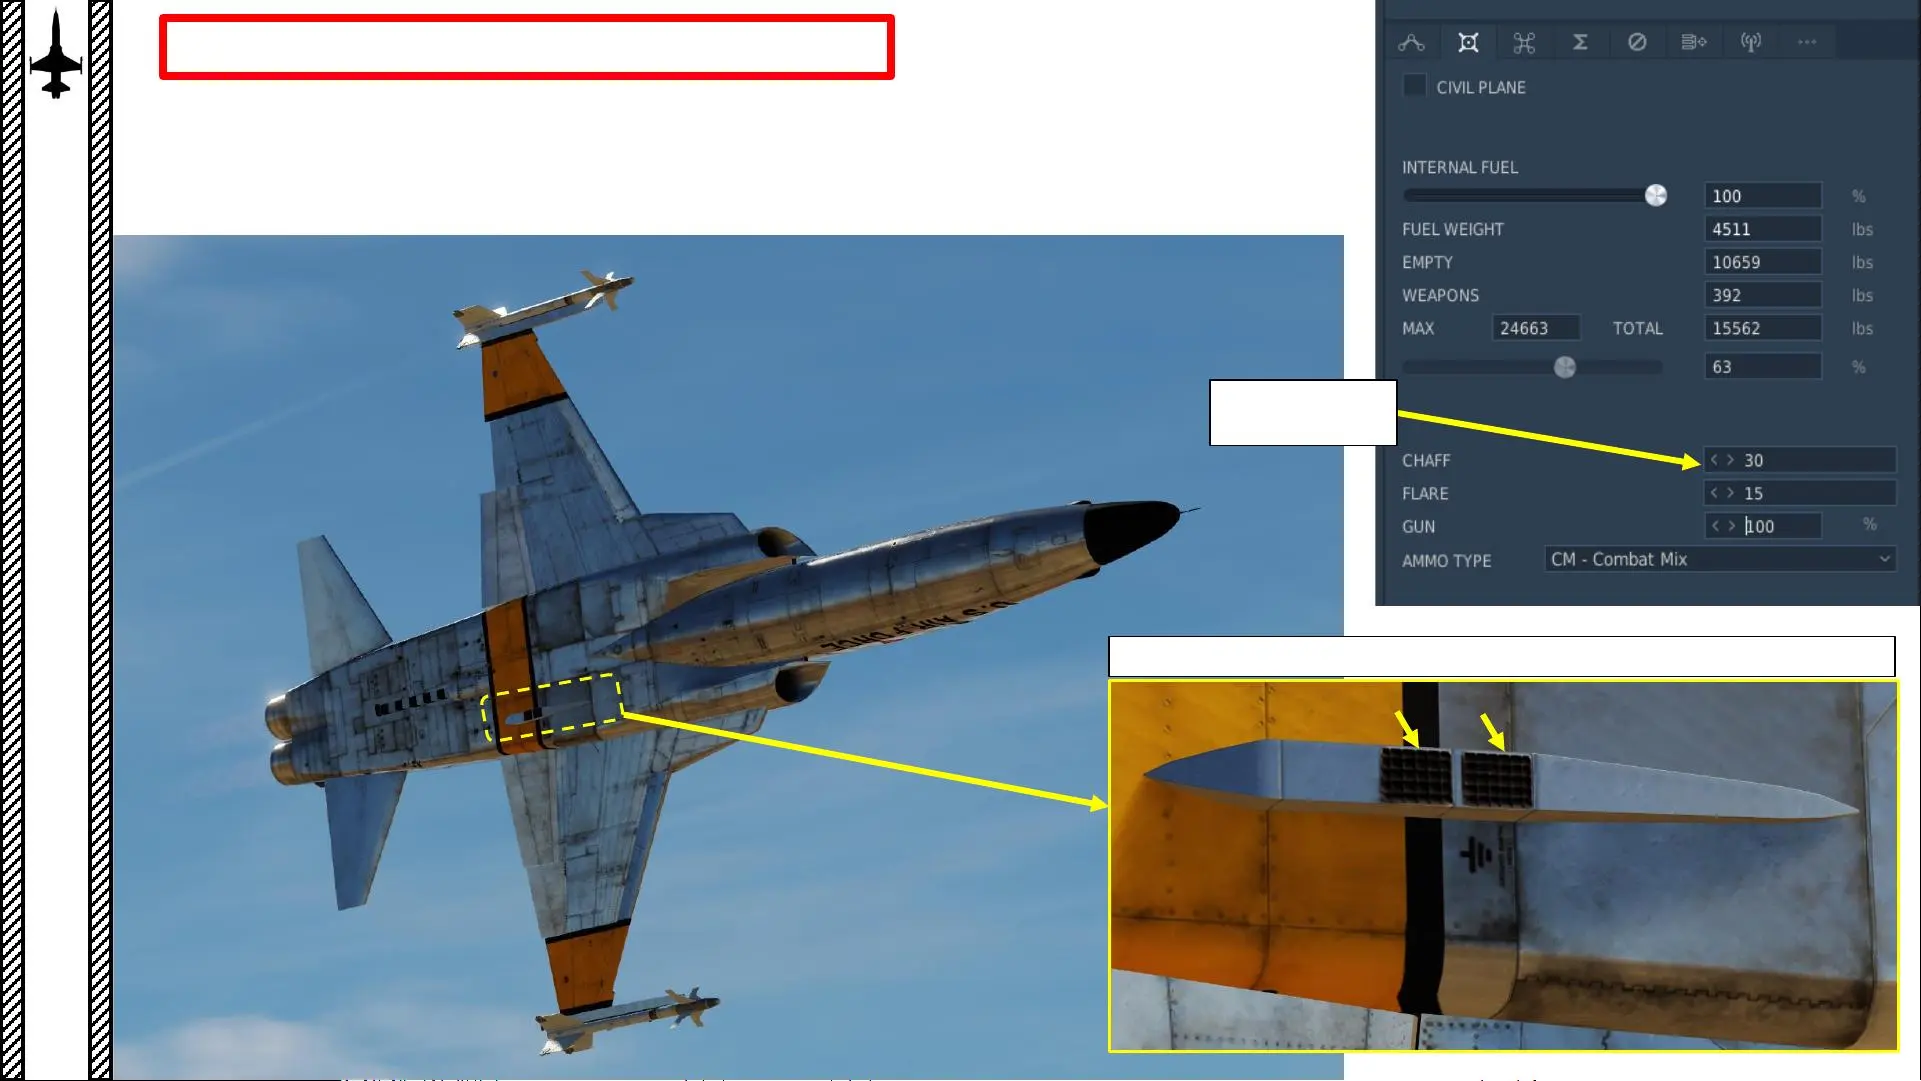 CIVIL PLANE
INTERNAL FUEL
100 %
FUEL WEIGHT 4511 lbs
EMPTY 10659 lbs
WEAPONS 392 lbs
MAX 24663 TOTAL 15562 lbs
63 %
CHAFF < > 30
FLARE < > 15
GUN < > 100 %
AMMO TYPE CM - Combat Mix
U.S. AIR FORCE